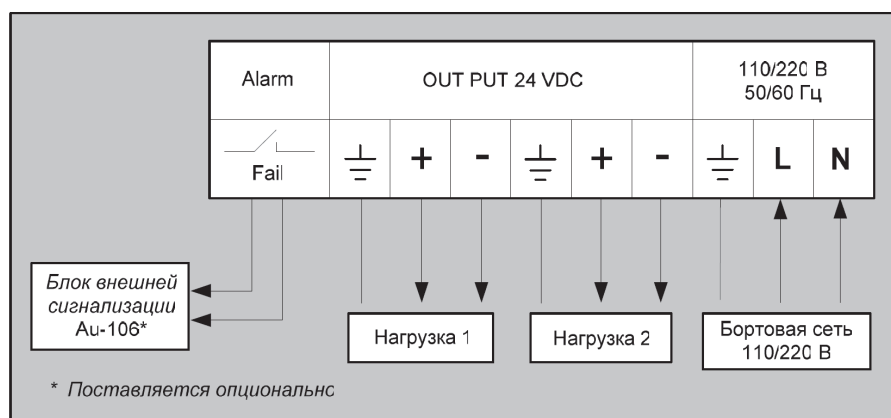 Alarm
OUT PUT 24 VDC
110/220 В
50/60 Гц
Fail
+
-
+
-
L
N
Блок внешней
сигнализации
Au-106*
Нагрузка 1
Нагрузка 2
Бортовая сеть
110/220 В
* Поставляется опционально